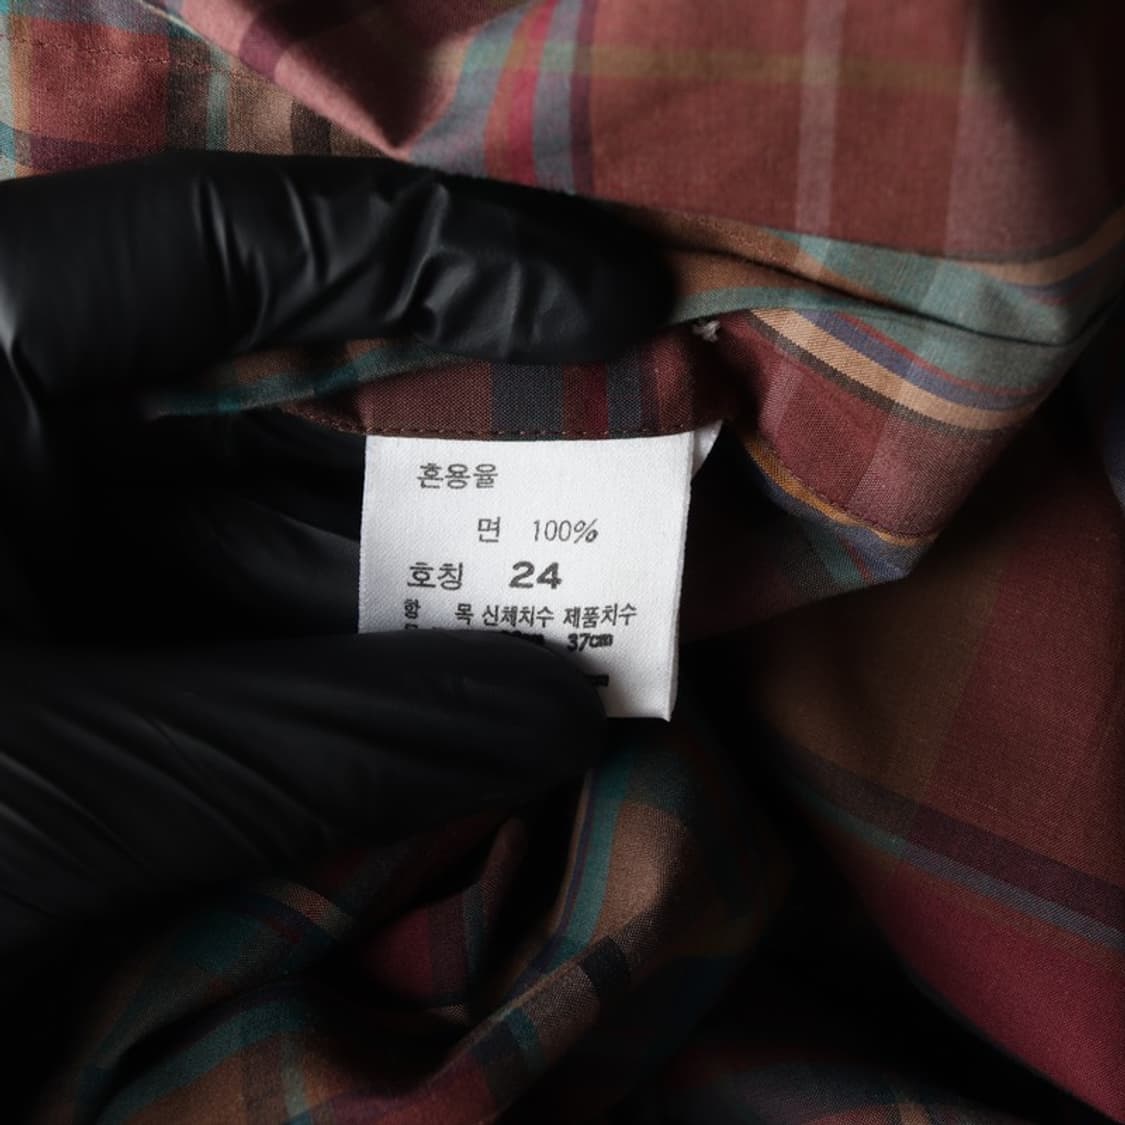 혼용율
면 100%
호칭 24
항 목 신체치수 제품치수
37cm